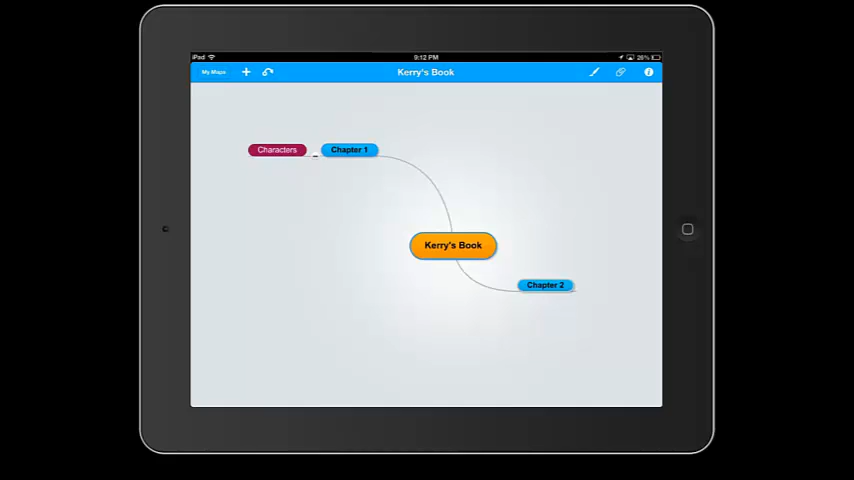 iPad 9:12 PM 26%
My Maps Kerry's Book
Characters Chapter 1
Kerry's Book
Chapter 2